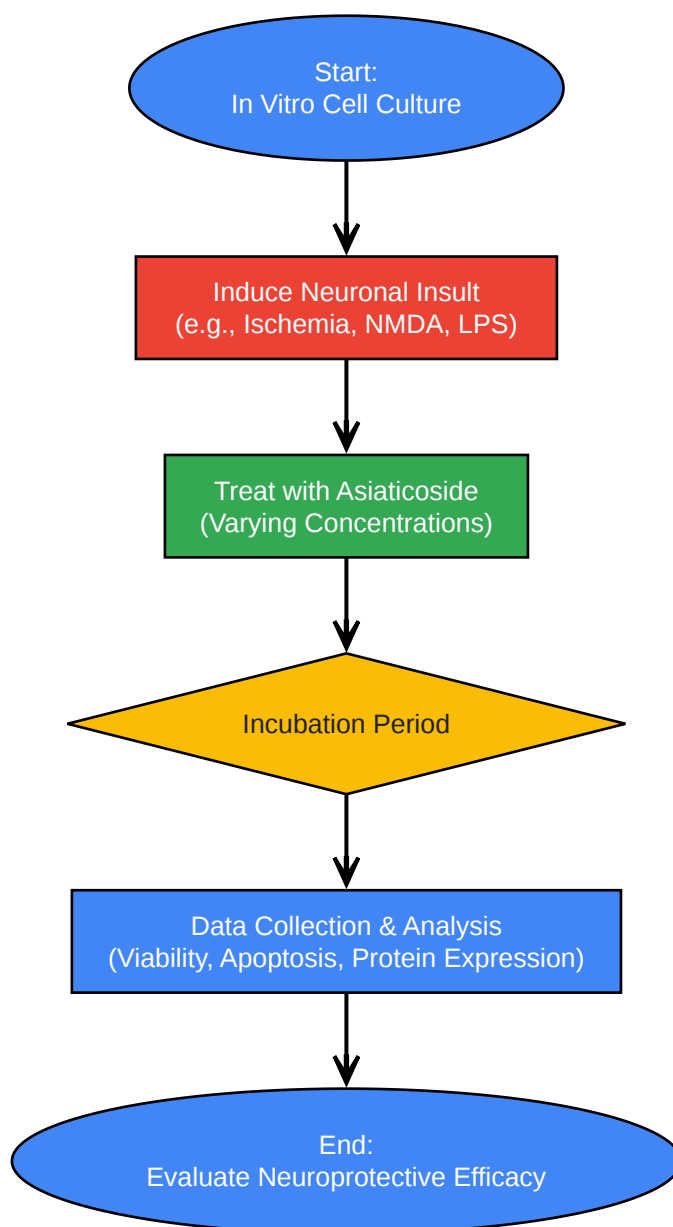 Start:
In Vitro Cell Culture
Induce Neuronal Insult
(e.g., Ischemia, NMDA, LPS)
Treat with Asiaticoside
(Varying Concentrations)
Incubation Period
Data Collection & Analysis
(Viability, Apoptosis, Protein Expression)
End:
Evaluate Neuroprotective Efficacy